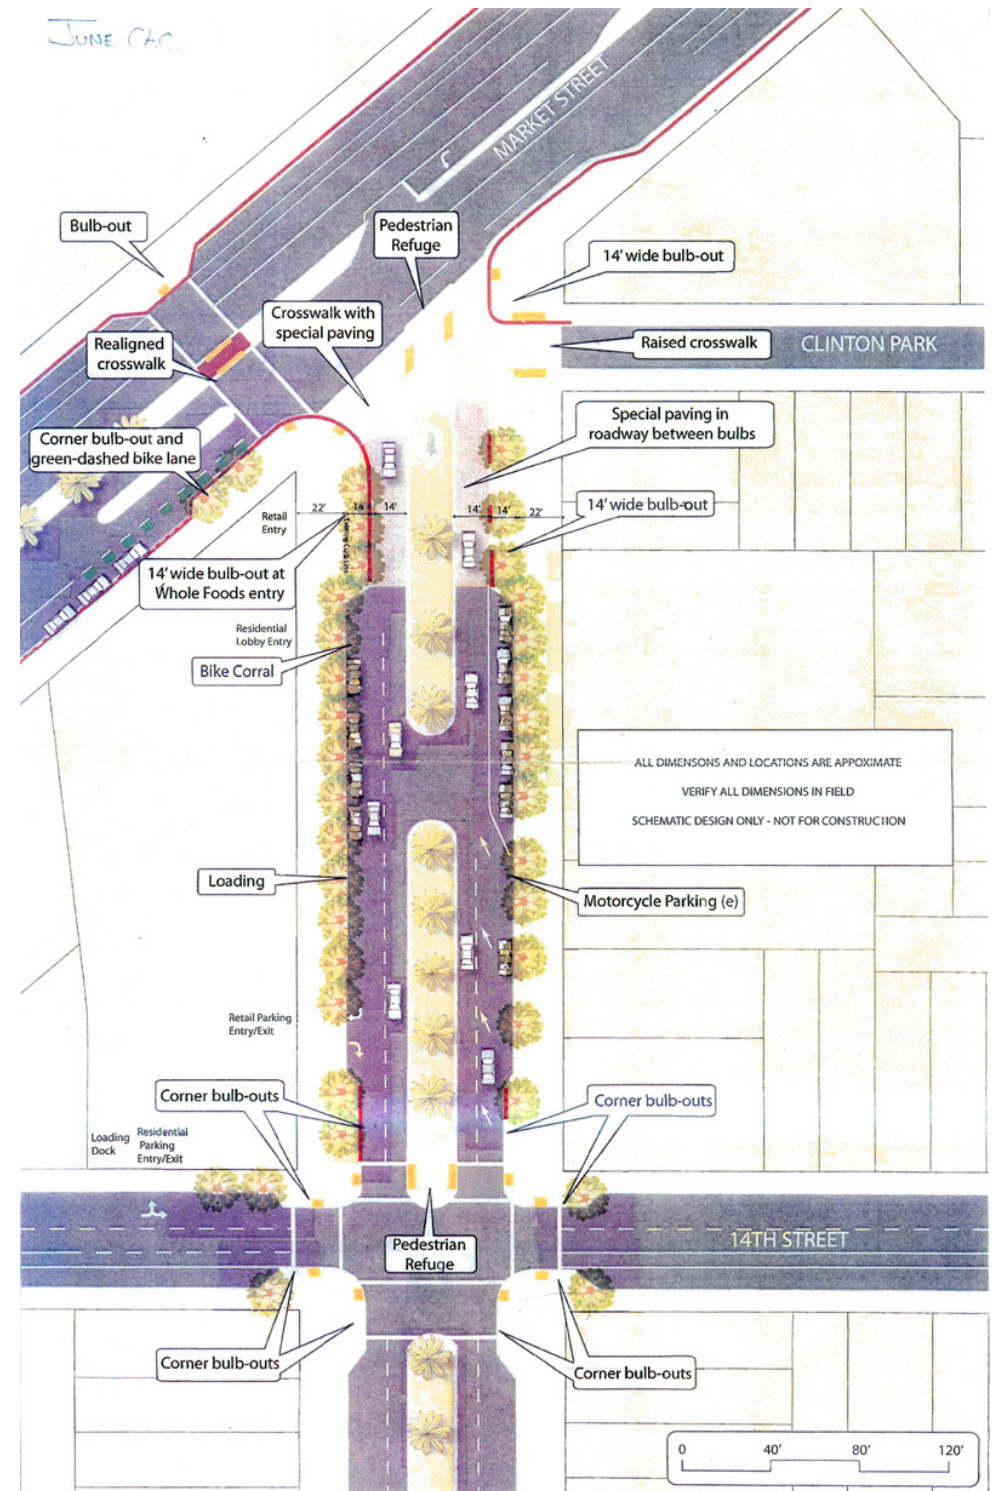 JUNE CAC
MARKET STREET
Bulb-out
Pedestrian
Refuge
14' wide bulb-out
Crosswalk with
special paving
Realigned
crosswalk
Raised crosswalk
CLINTON PARK
Corner bulb-out and
green-dashed bike lane
Special paving in
roadway between bulbs
Retail
Entry
22'
14'
14'
14'
14'
22'
14' wide bulb-out
14' wide bulb-out at
Whole Foods entry
Residential
Lobby Entry
Bike Corral
ALL DIMENSONS AND LOCATIONS ARE APPOXIMATE
VERIFY ALL DIMENSIONS IN FIELD
SCHEMATIC DESIGN ONLY - NOT FOR CONSTRUCTION
Loading
Motorcycle Parking (e)
Retail Parking
Entry/Exit
Corner bulb-outs
Corner bulb-outs
Loading
Dock
Residential
Parking
Entry/Exit
14TH STREET
Pedestrian
Refuge
Corner bulb-outs
Corner bulb-outs
0 40' 80' 120'